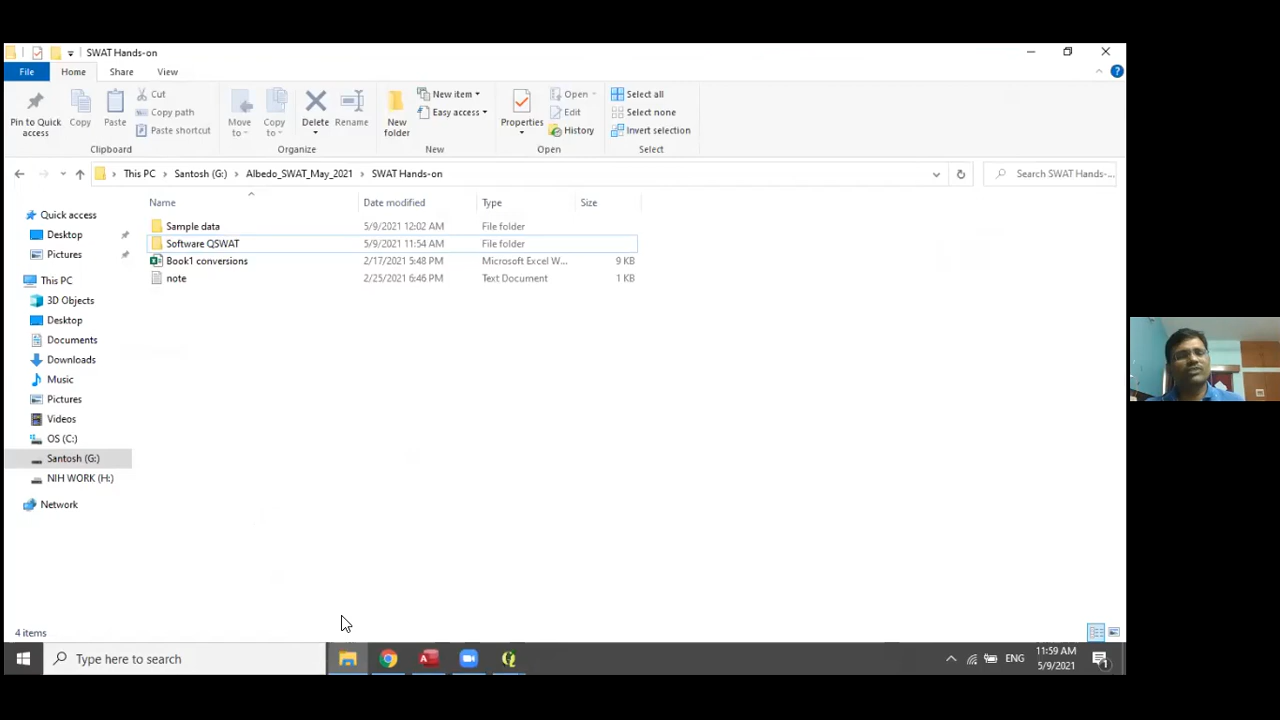 SWAT Hands-on
File Home Share View
Pin to Quick access
Copy
Paste
Cut
Copy path
Paste shortcut
Clipboard
Move to
Copy to
Delete
Rename
Organize
New folder
New item
Easy access
New
Properties
Open
Edit
History
Open
Select all
Select none
Invert selection
Select
This PC > Santosh (G:) > Albedo_SWAT_May_2021 > SWAT Hands-on
Search SWAT Hands-...
Quick access
Desktop
Pictures
This PC
3D Objects
Desktop
Documents
Downloads
Music
Pictures
Videos
OS (C:)
Santosh (G:)
NIH WORK (H:)
Network
Name Date modified Type Size
Sample data 5/9/2021 12:02 AM File folder
Software QSWAT 5/9/2021 11:54 AM File folder
Book1 conversions 2/17/2021 5:48 PM Microsoft Excel W... 9 KB
note 2/25/2021 6:46 PM Text Document 1 KB
4 items
Type here to search
ENG
11:59 AM
5/9/2021
1